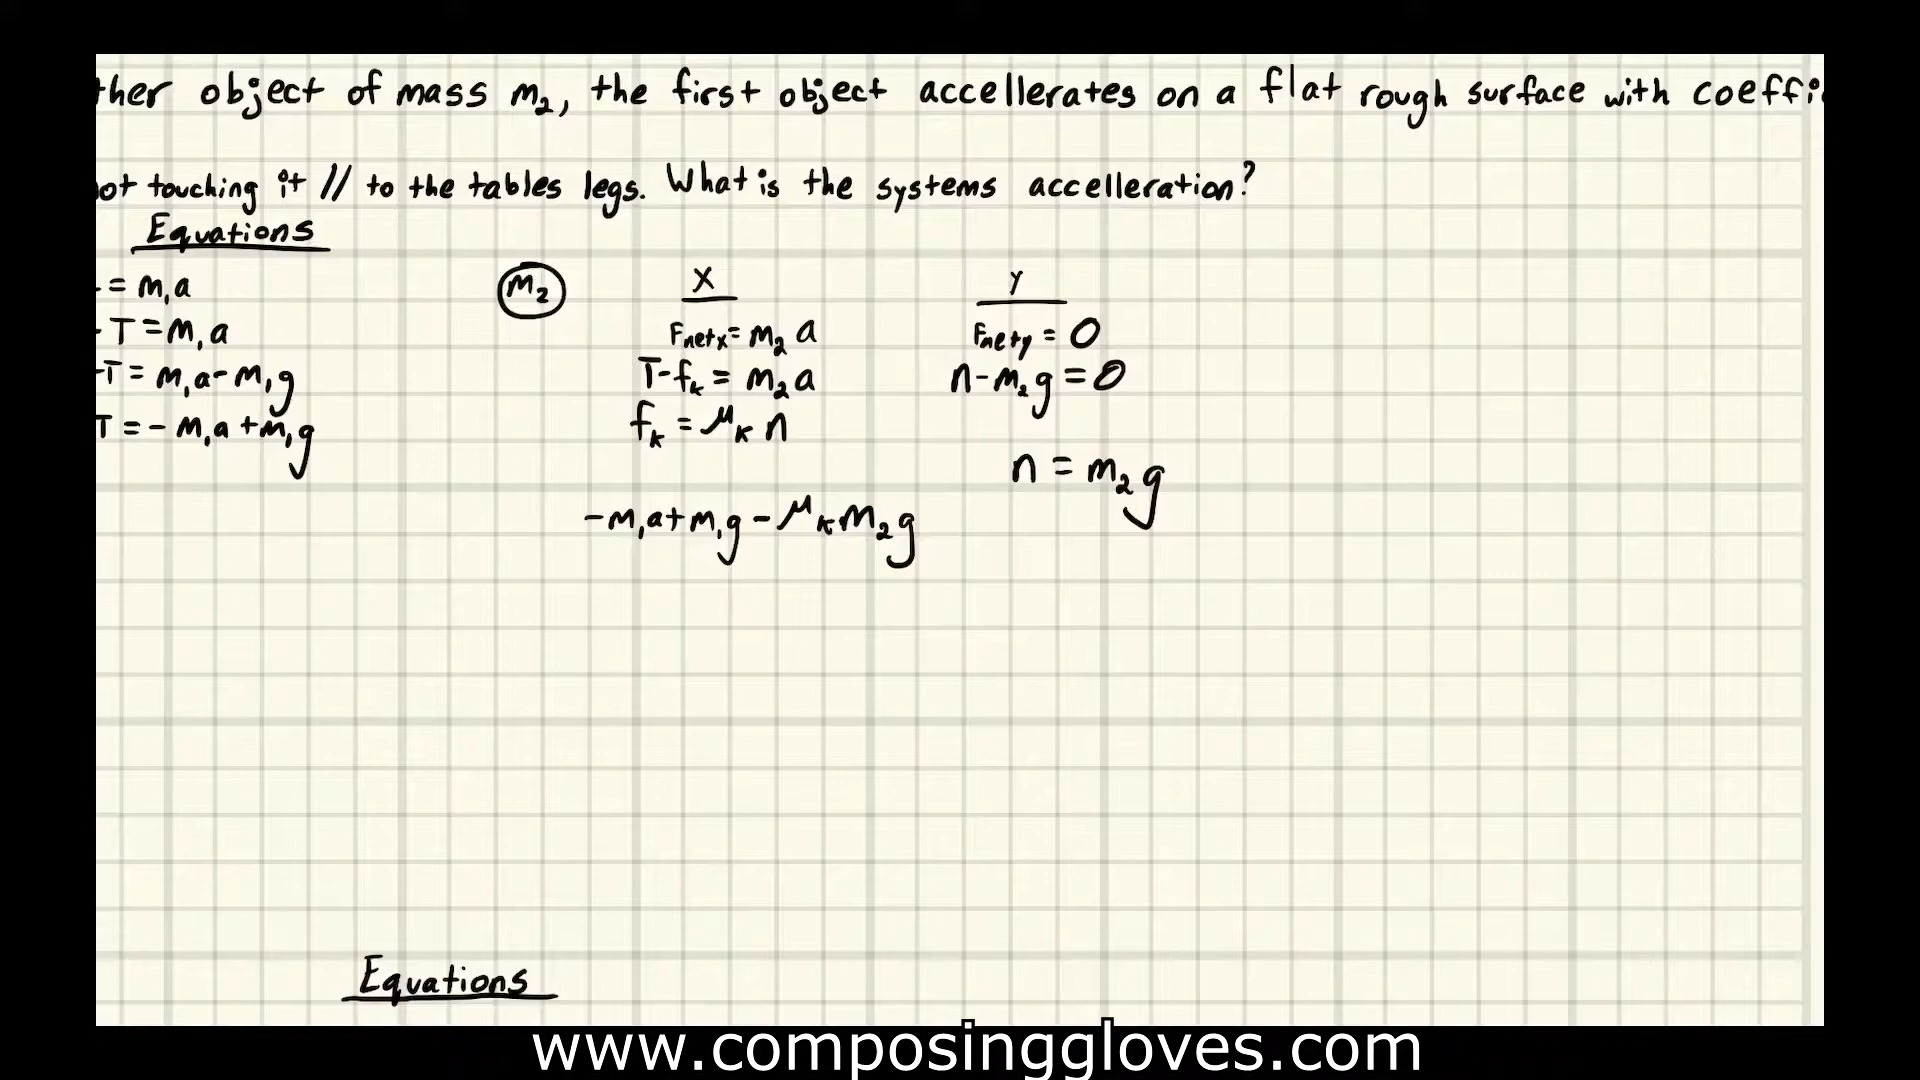 ther object of mass m₂, the first object accellerates on a flat rough surface with coeffi
ot touching it // to the tables legs. What is the systems accelleration?
Equations
= m₁a
- T = m₁a
-T = m₁a - m₁g
T = - m₁a + m₁g
m₂
X
Fnetx = m₂ a
T - fₖ = m₂ a
fₖ = μₖ n
-m₁a + m₁g - μₖ m₂ g
Y
Fnety = 0
n - m₂ g = 0
n = m₂ g
Equations
www.composinggloves.com